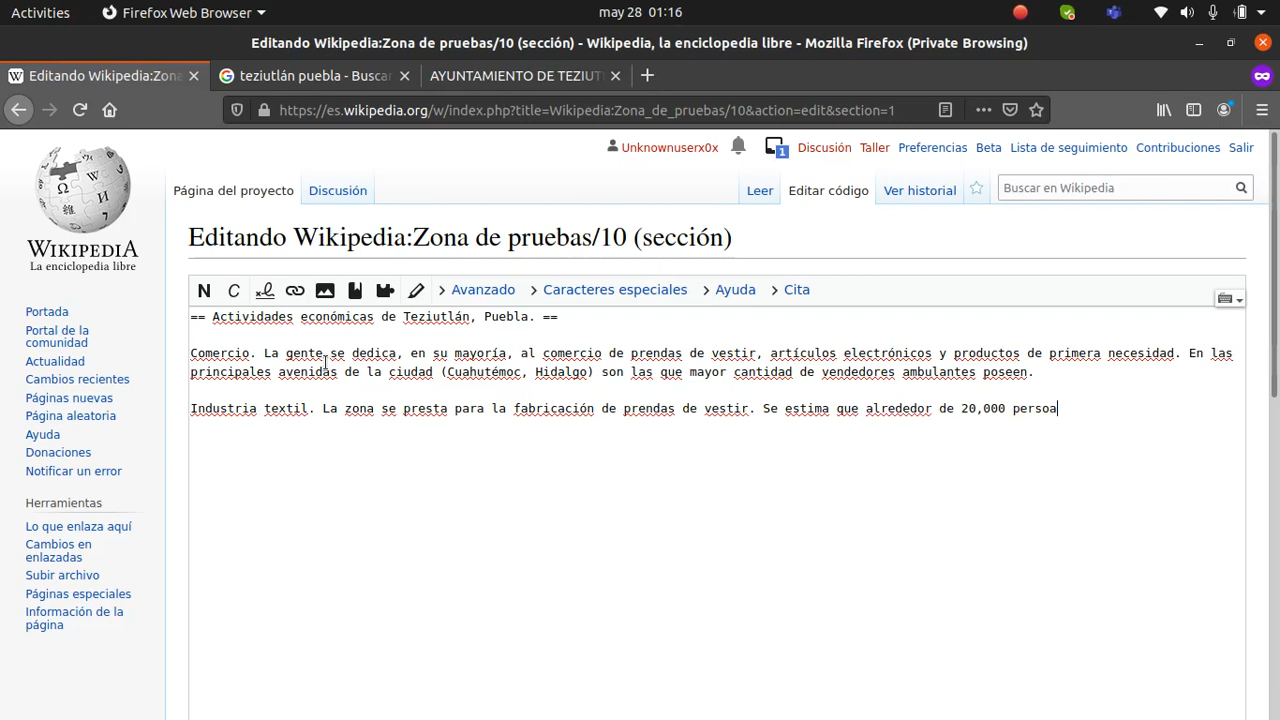 Activities Firefox Web Browser may 28 01:16
Editando Wikipedia:Zona de pruebas/10 (sección) - Wikipedia, la enciclopedia libre - Mozilla Firefox (Private Browsing)
Editando Wikipedia:Zona teziutlán puebla - Buscar AYUNTAMIENTO DE TEZIUT
https://es.wikipedia.org/w/index.php?title=Wikipedia:Zona_de_pruebas/10&action=edit&section=1
Unknownuserx0x 1 Discusión Taller Preferencias Beta Lista de seguimiento Contribuciones Salir
Página del proyecto Discusión Leer Editar código Ver historial Buscar en Wikipedia
WIKIPEDIA
La enciclopedia libre
Editando Wikipedia:Zona de pruebas/10 (sección)
N C Avanzado Caracteres especiales Ayuda Cita
== Actividades económicas de Teziutlán, Puebla. ==
Comercio. La gente se dedica, en su mayoría, al comercio de prendas de vestir, artículos electrónicos y productos de primera necesidad. En las
principales avenidas de la ciudad (Cuahutémoc, Hidalgo) son las que mayor cantidad de vendedores ambulantes poseen.
Industria textil. La zona se presta para la fabricación de prendas de vestir. Se estima que alrededor de 20,000 persoa
Portada
Portal de la
comunidad
Actualidad
Cambios recientes
Páginas nuevas
Página aleatoria
Ayuda
Donaciones
Notificar un error
Herramientas
Lo que enlaza aquí
Cambios en
enlazadas
Subir archivo
Páginas especiales
Información de la
página